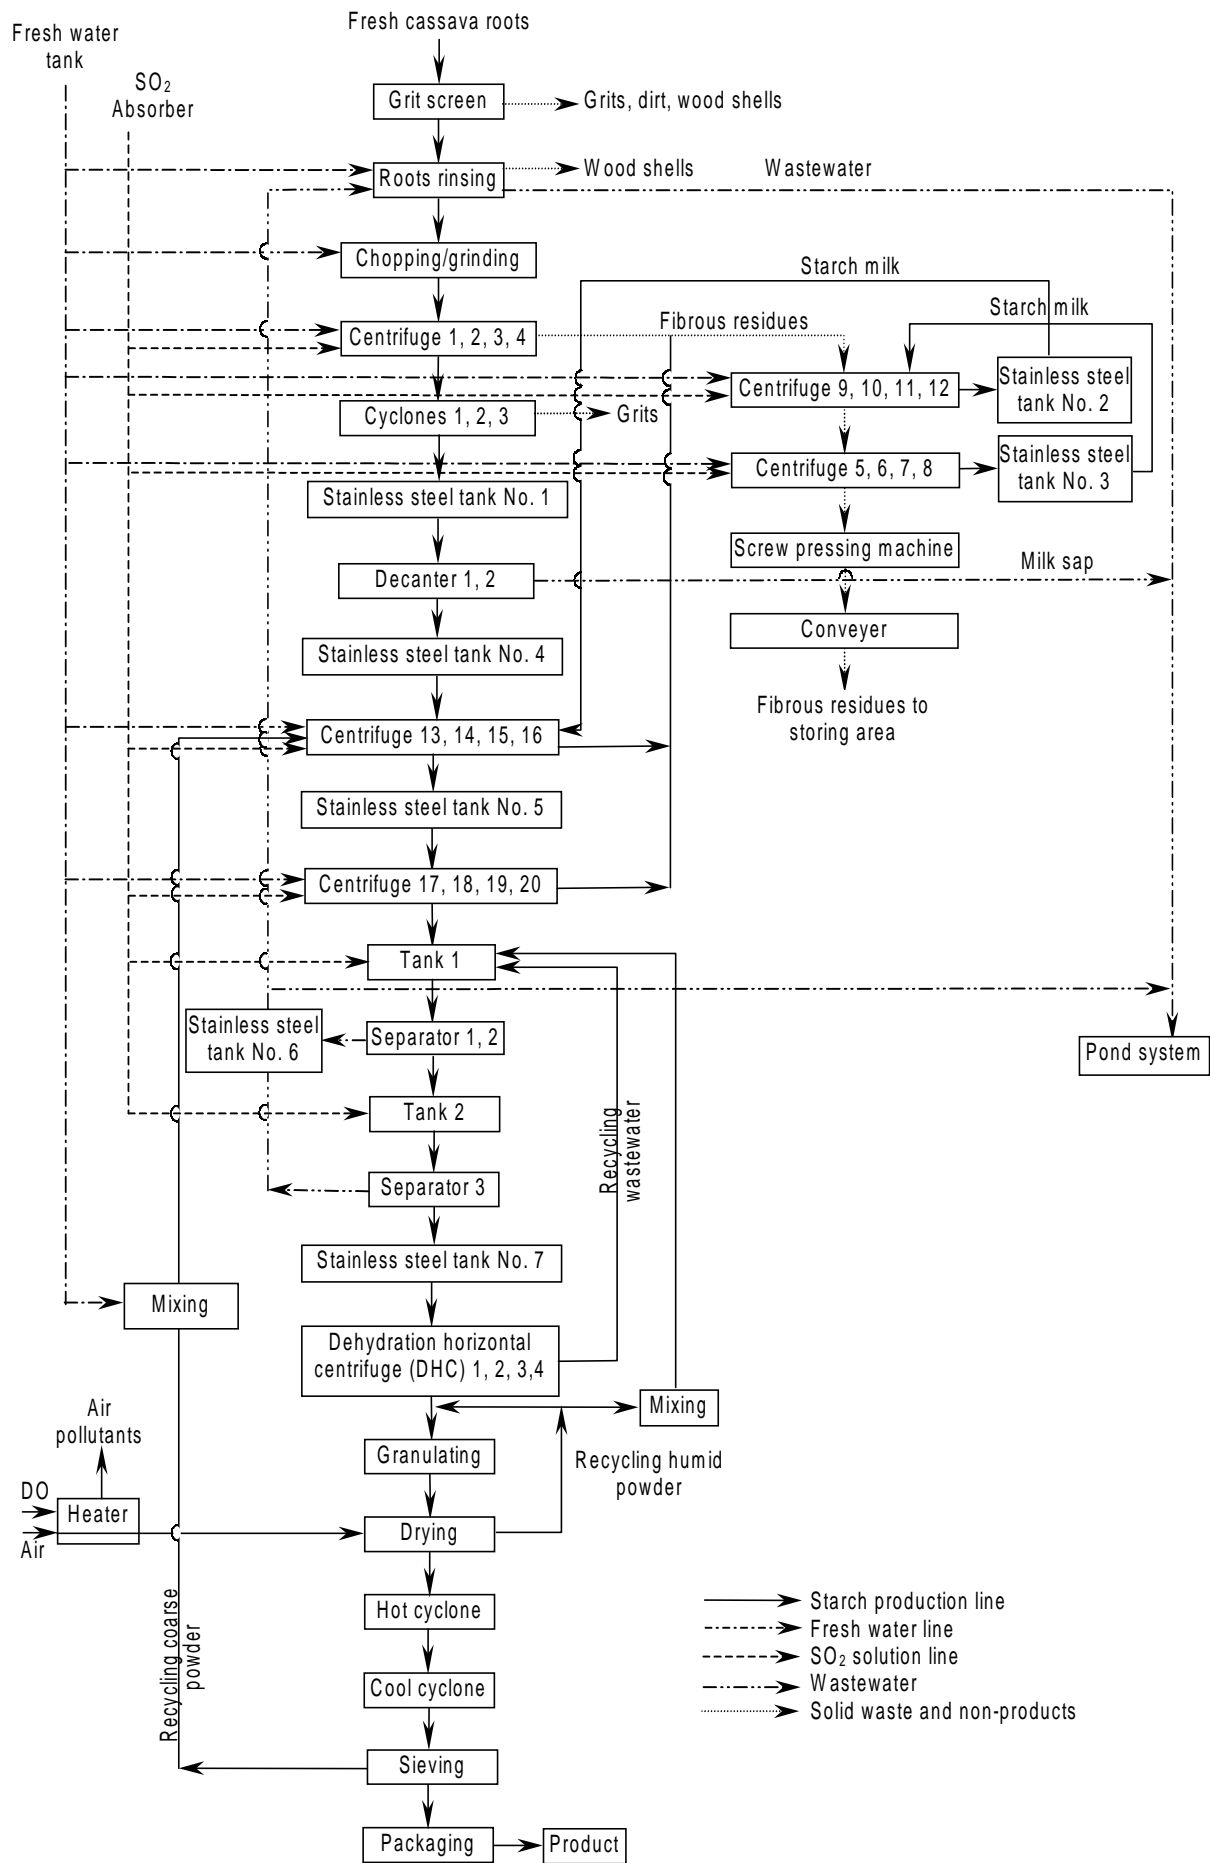 Fresh cassava roots
Fresh water
tank
SO₂
Absorber
Grit screen
Grits, dirt, wood shells
Roots rinsing
Wood shells
Wastewater
Chopping/grinding
Starch milk
Starch milk
Centrifuge 1, 2, 3, 4
Fibrous residues
Centrifuge 9, 10, 11, 12
Stainless steel
tank No. 2
Cyclones 1, 2, 3
Grits
Centrifuge 5, 6, 7, 8
Stainless steel
tank No. 3
Stainless steel tank No. 1
Screw pressing machine
Decanter 1, 2
Milk sap
Conveyer
Stainless steel tank No. 4
Fibrous residues to
storing area
Centrifuge 13, 14, 15, 16
Stainless steel tank No. 5
Centrifuge 17, 18, 19, 20
Tank 1
Stainless steel
tank No. 6
Separator 1, 2
Pond system
Tank 2
Recycling
wastewater
Separator 3
Stainless steel tank No. 7
Mixing
Dehydration horizontal
centrifuge (DHC) 1, 2, 3,4
Mixing
Air
pollutants
Granulating
Recycling humid
powder
DO
Heater
Air
Drying
Recycling coarse
powder
Hot cyclone
Cool cyclone
Sieving
Packaging
Product
Starch production line
Fresh water line
SO₂ solution line
Wastewater
Solid waste and non-products